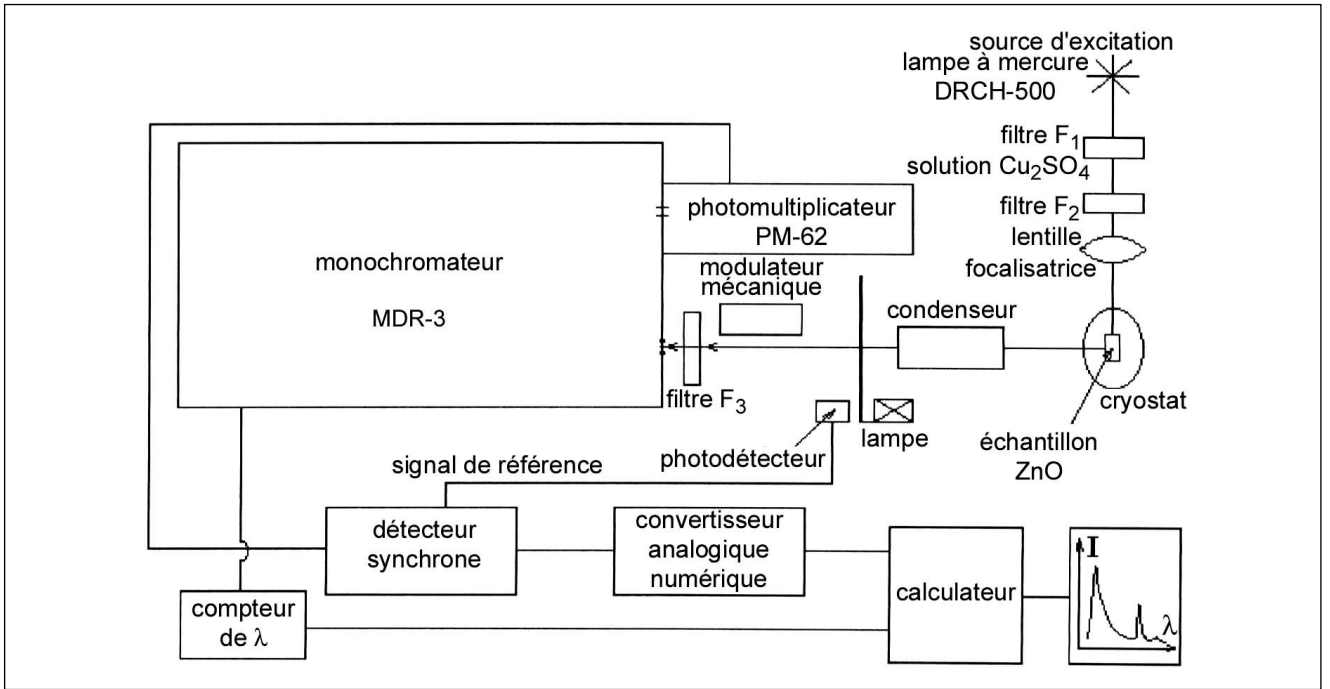 source d'excitation
lampe à mercure
DRCH-500
filtre F1
solution Cu2SO4
filtre F2
lentille
focalisatrice
photomultiplicateur
PM-62
monochromateur
MDR-3
modulateur
mécanique
condenseur
filtre F3
cryostat
lampe
échantillon
ZnO
photodétecteur
signal de référence
détecteur
synchrone
convertisseur
analogique
numérique
calculateur
compteur
de λ
I
λ